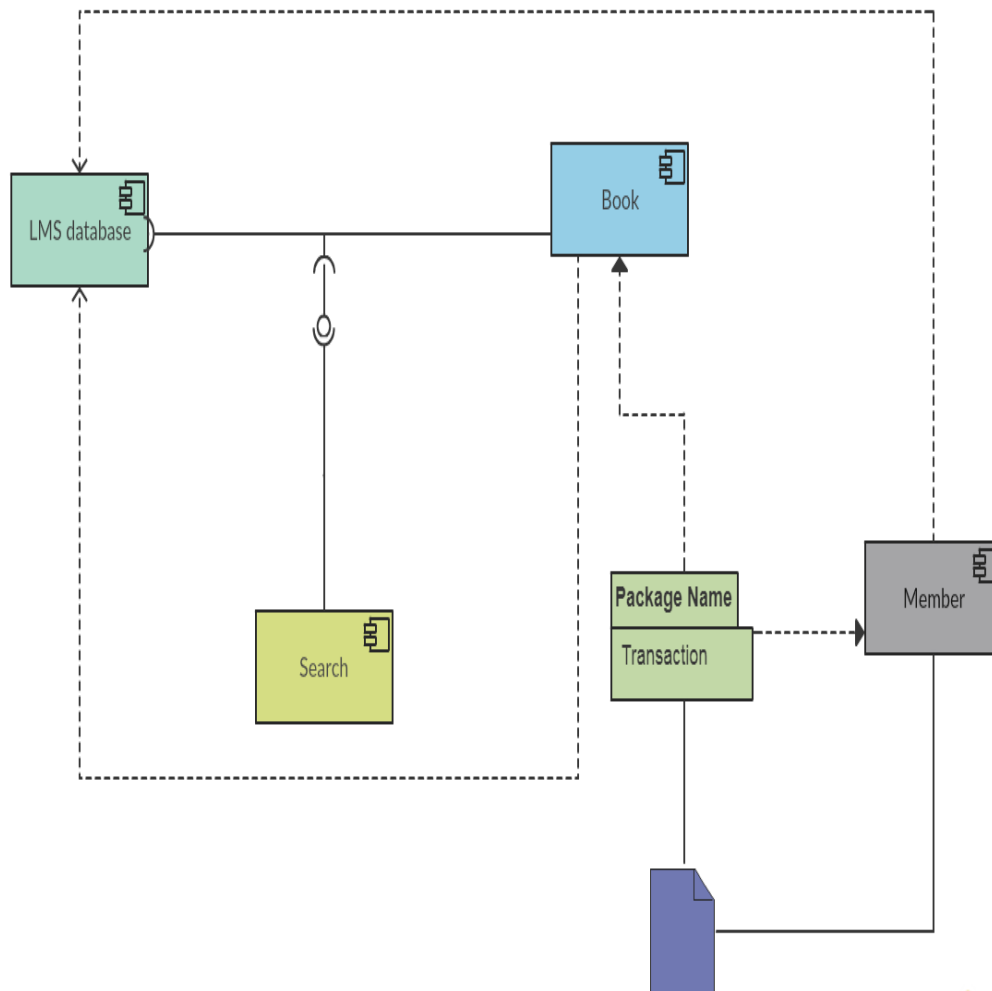 LMS database
Book
Package Name
Transaction
Member
Search